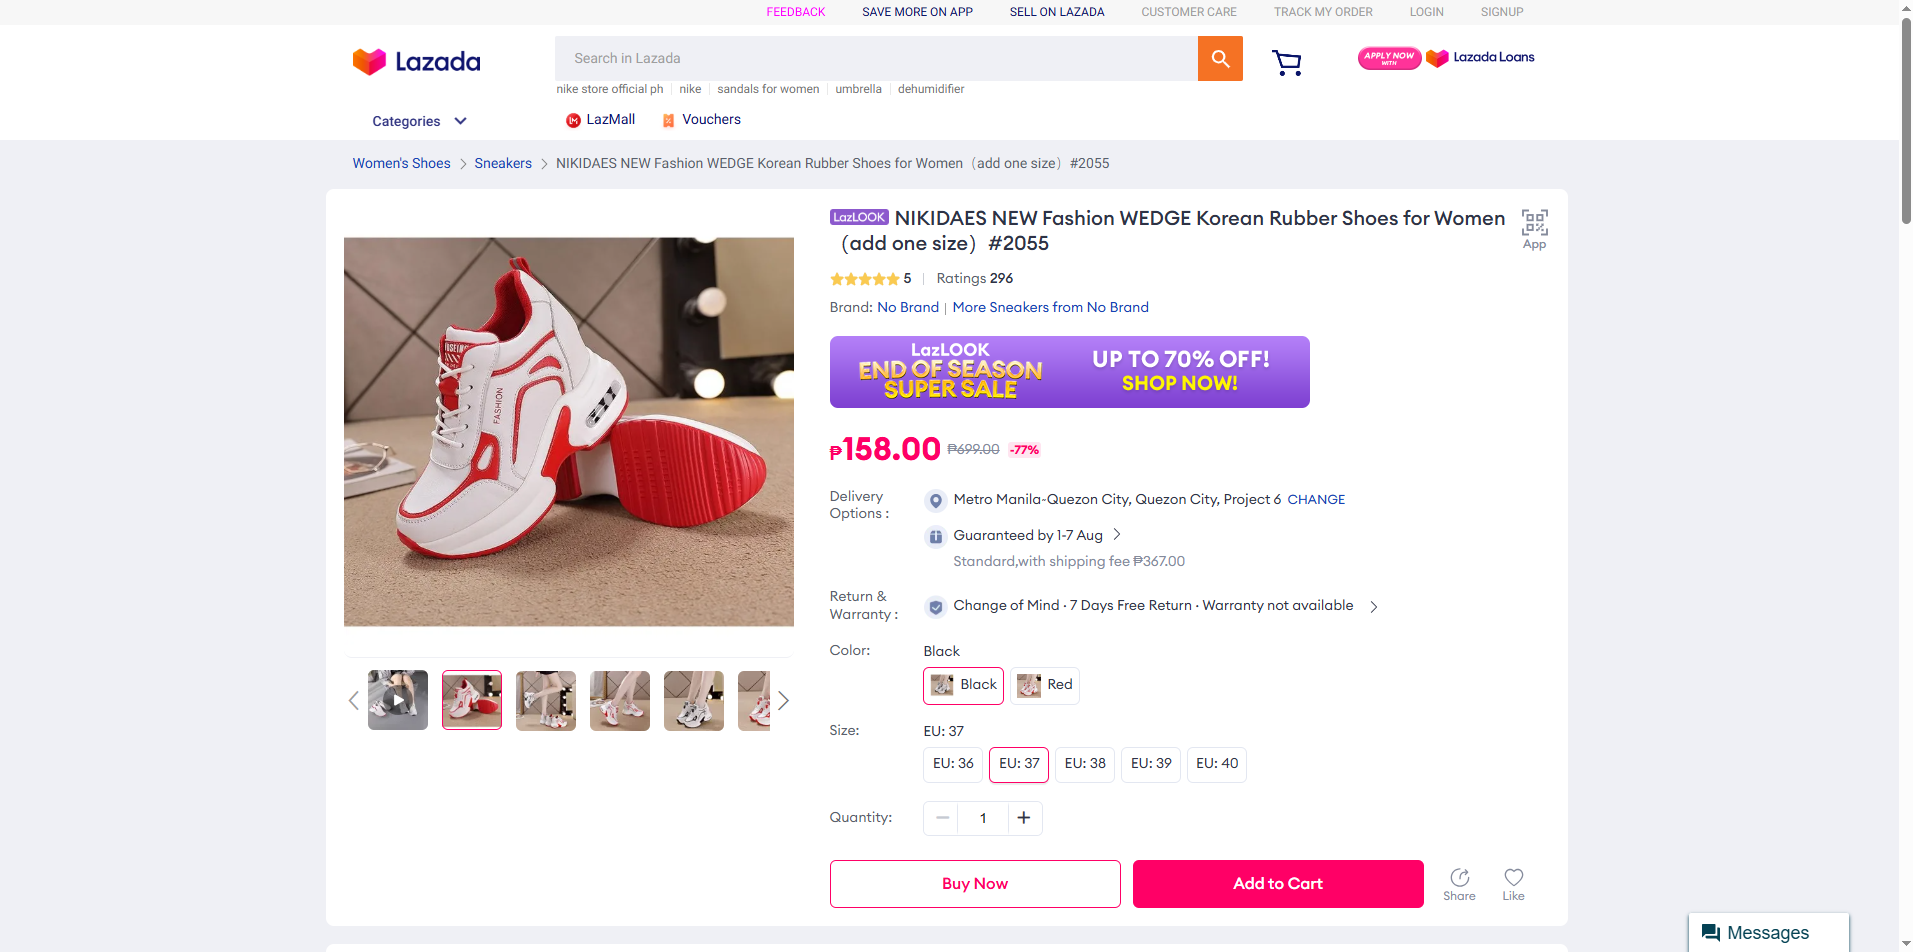 FEEDBACK
SAVE MORE ON APP
SELL ON LAZADA
CUSTOMER CARE
TRACK MY ORDER
LOGIN
SIGNUP
Lazada
Search in Lazada
APPLY NOW
WITH
Lazada Loans
nike store official ph
nike
sandals for women
umbrella
dehumidifier
Categories
LazMall
Vouchers
Women's Shoes
Sneakers
NIKIDAES NEW Fashion WEDGE Korean Rubber Shoes for Women（add one size）#2055
LazLOOK NIKIDAES NEW Fashion WEDGE Korean Rubber Shoes for Women
（add one size）#2055
App
5
Ratings 296
Brand: No Brand | More Sneakers from No Brand
LazLOOK
END OF SEASON
SUPER SALE
UP TO 70% OFF!
SHOP NOW!
FASHION
₱158.00 ₱699.00 -77%
Delivery
Options :
Metro Manila~Quezon City, Quezon City, Project 6 CHANGE
Guaranteed by 1-7 Aug
Standard,with shipping fee ₱367.00
Return &
Warranty :
Change of Mind · 7 Days Free Return · Warranty not available
Color:
Black
Black
Red
Size:
EU: 37
EU: 36
EU: 37
EU: 38
EU: 39
EU: 40
Quantity:
1
Buy Now
Add to Cart
Share
Like
Messages